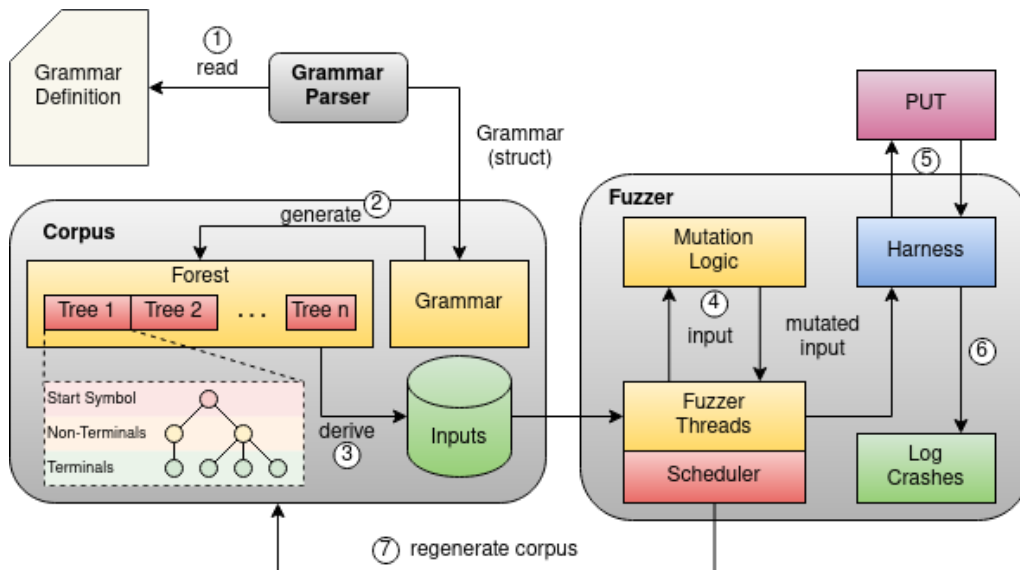 Grammar
Definition
1
read
Grammar
Parser
Grammar
(struct)
PUT
5
Corpus
generate 2
Forest
Tree 1
Tree 2
...
Tree n
Grammar
Start Symbol
Non-Terminals
Terminals
derive
3
Inputs
Fuzzer
Mutation
Logic
4
input
mutated
input
Fuzzer
Threads
Scheduler
Harness
6
Log
Crashes
7 regenerate corpus